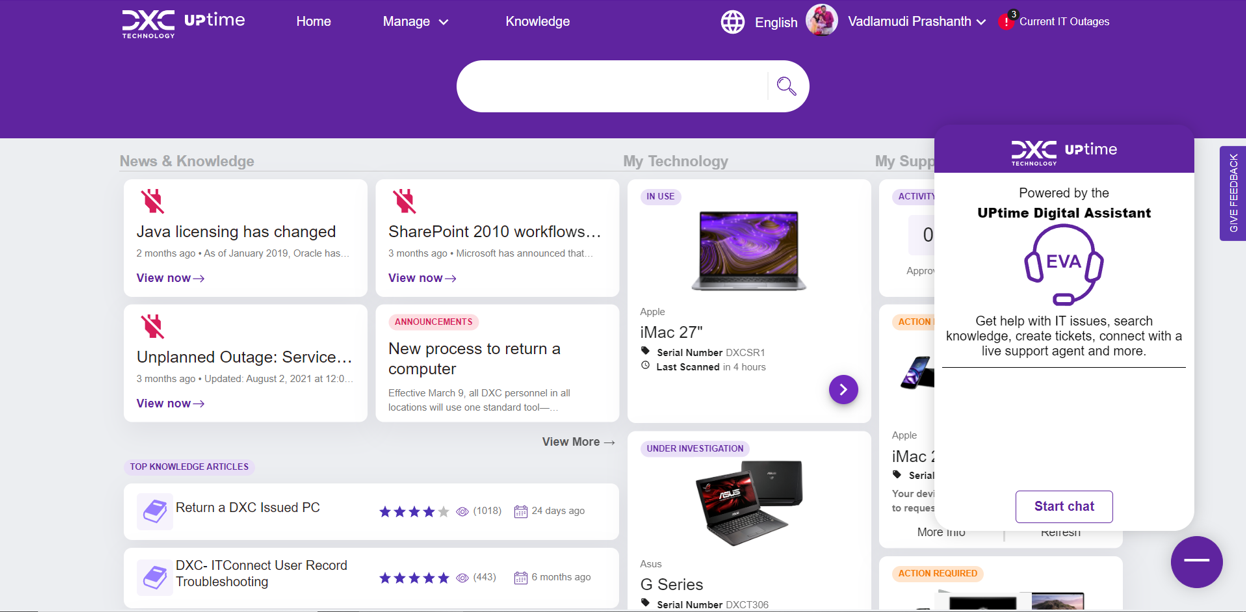 DXC TECHNOLOGY UPtime
Home
Manage
Knowledge
English
Vadlamudi Prashanth
! 3 Current IT Outages
GIVE FEEDBACK
News & Knowledge
Java licensing has changed
2 months ago • As of January 2019, Oracle has...
View now→
SharePoint 2010 workflows...
3 months ago • Microsoft has announced that...
View now→
Unplanned Outage: Service...
3 months ago • Updated: August 2, 2021 at 12:0...
View now→
ANNOUNCEMENTS
New process to return a
computer
Effective March 9, all DXC personnel in all
locations will use one standard tool—...
View More →
TOP KNOWLEDGE ARTICLES
Return a DXC Issued PC
(1018)
24 days ago
DXC- ITConnect User Record
Troubleshooting
(443)
6 months ago
My Technology
IN USE
Apple
iMac 27"
Serial Number DXCSR1
Last Scanned in 4 hours
UNDER INVESTIGATION
ASUS
Asus
G Series
Serial Number DXCT306
My Supp
ACTIVITY
0
Approv
ACTION
Apple
iMac 2
Serial
Your devi
to reques
More Info
Refresh
ACTION REQUIRED
DXC TECHNOLOGY UPtime
Powered by the
UPtime Digital Assistant
EVA
Get help with IT issues, search
knowledge, create tickets, connect with a
live support agent and more.
Start chat